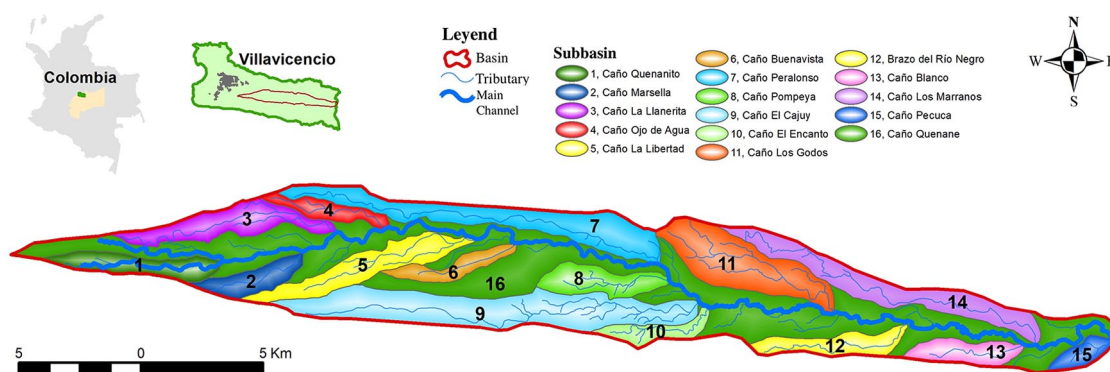 Colombia
Villavicencio
Leyend
Basin
Tributary
Main
Channel
Subbasin
1, Caño Quenanito
2, Caño Marsella
3, Caño La Llanerita
4, Caño Ojo de Agua
5, Caño La Libertad
6, Caño Buenavista
7, Caño Peralonso
8, Caño Pompeya
9, Caño El Cajuy
10, Caño El Encanto
11, Caño Los Godos
12, Brazo del Río Negro
13, Caño Blanco
14, Caño Los Marranos
15, Caño Pecuca
16, Caño Quenane
N
W
E
S
3
4
7
1
2
5
6
16
8
11
9
10
14
12
13
15
5 0 5 Km